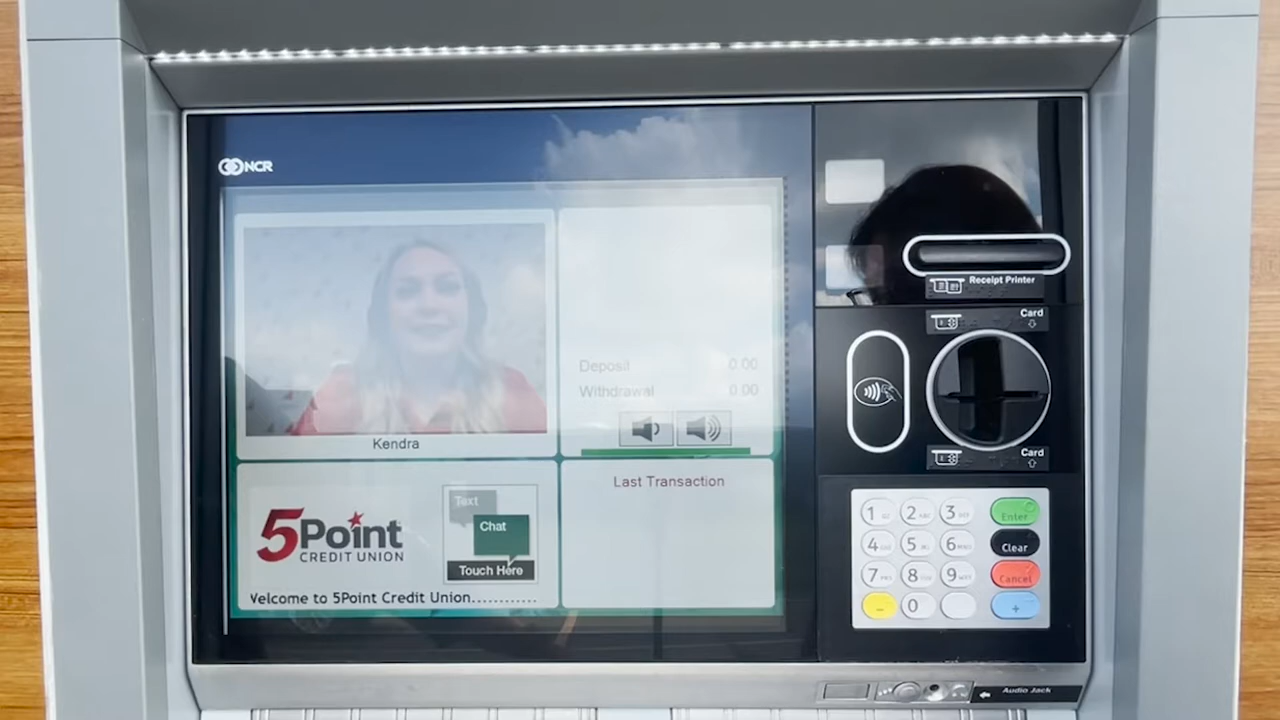 NCR
Receipt Printer
Card
Deposit 0.00
Withdrawal 0.00
Kendra
Card
Last Transaction
Text
Chat
Touch Here
5Point
CREDIT UNION
Welcome to 5Point Credit Union.............
1 2 3 Enter
4 5 6 Clear
7 8 9 Cancel
- 0 +
Audio Jack